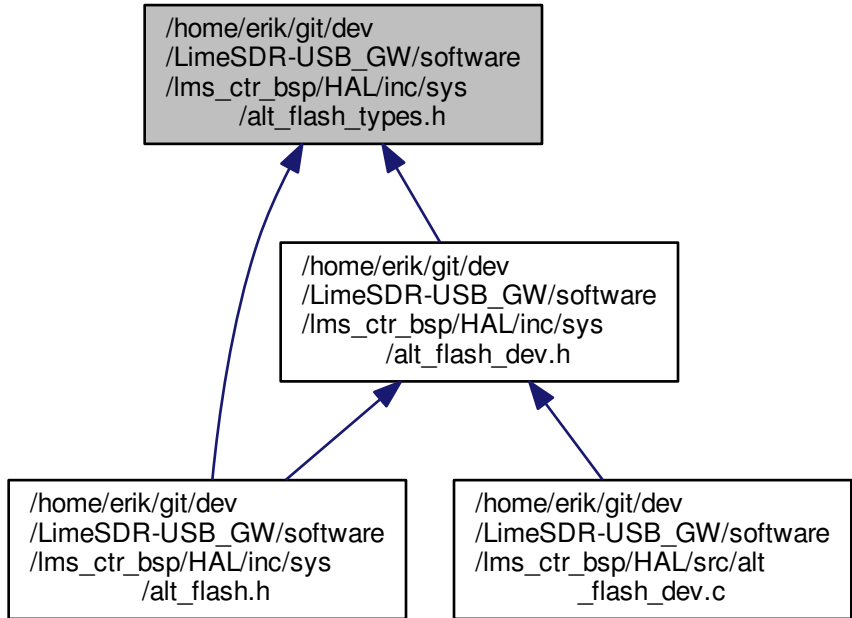 /home/erik/git/dev
/LimeSDR-USB_GW/software
/lms_ctr_bsp/HAL/inc/sys
/alt_flash_types.h
/home/erik/git/dev
/LimeSDR-USB_GW/software
/lms_ctr_bsp/HAL/inc/sys
/alt_flash_dev.h
/home/erik/git/dev
/LimeSDR-USB_GW/software
/lms_ctr_bsp/HAL/inc/sys
/alt_flash.h
/home/erik/git/dev
/LimeSDR-USB_GW/software
/lms_ctr_bsp/HAL/src/alt
_flash_dev.c